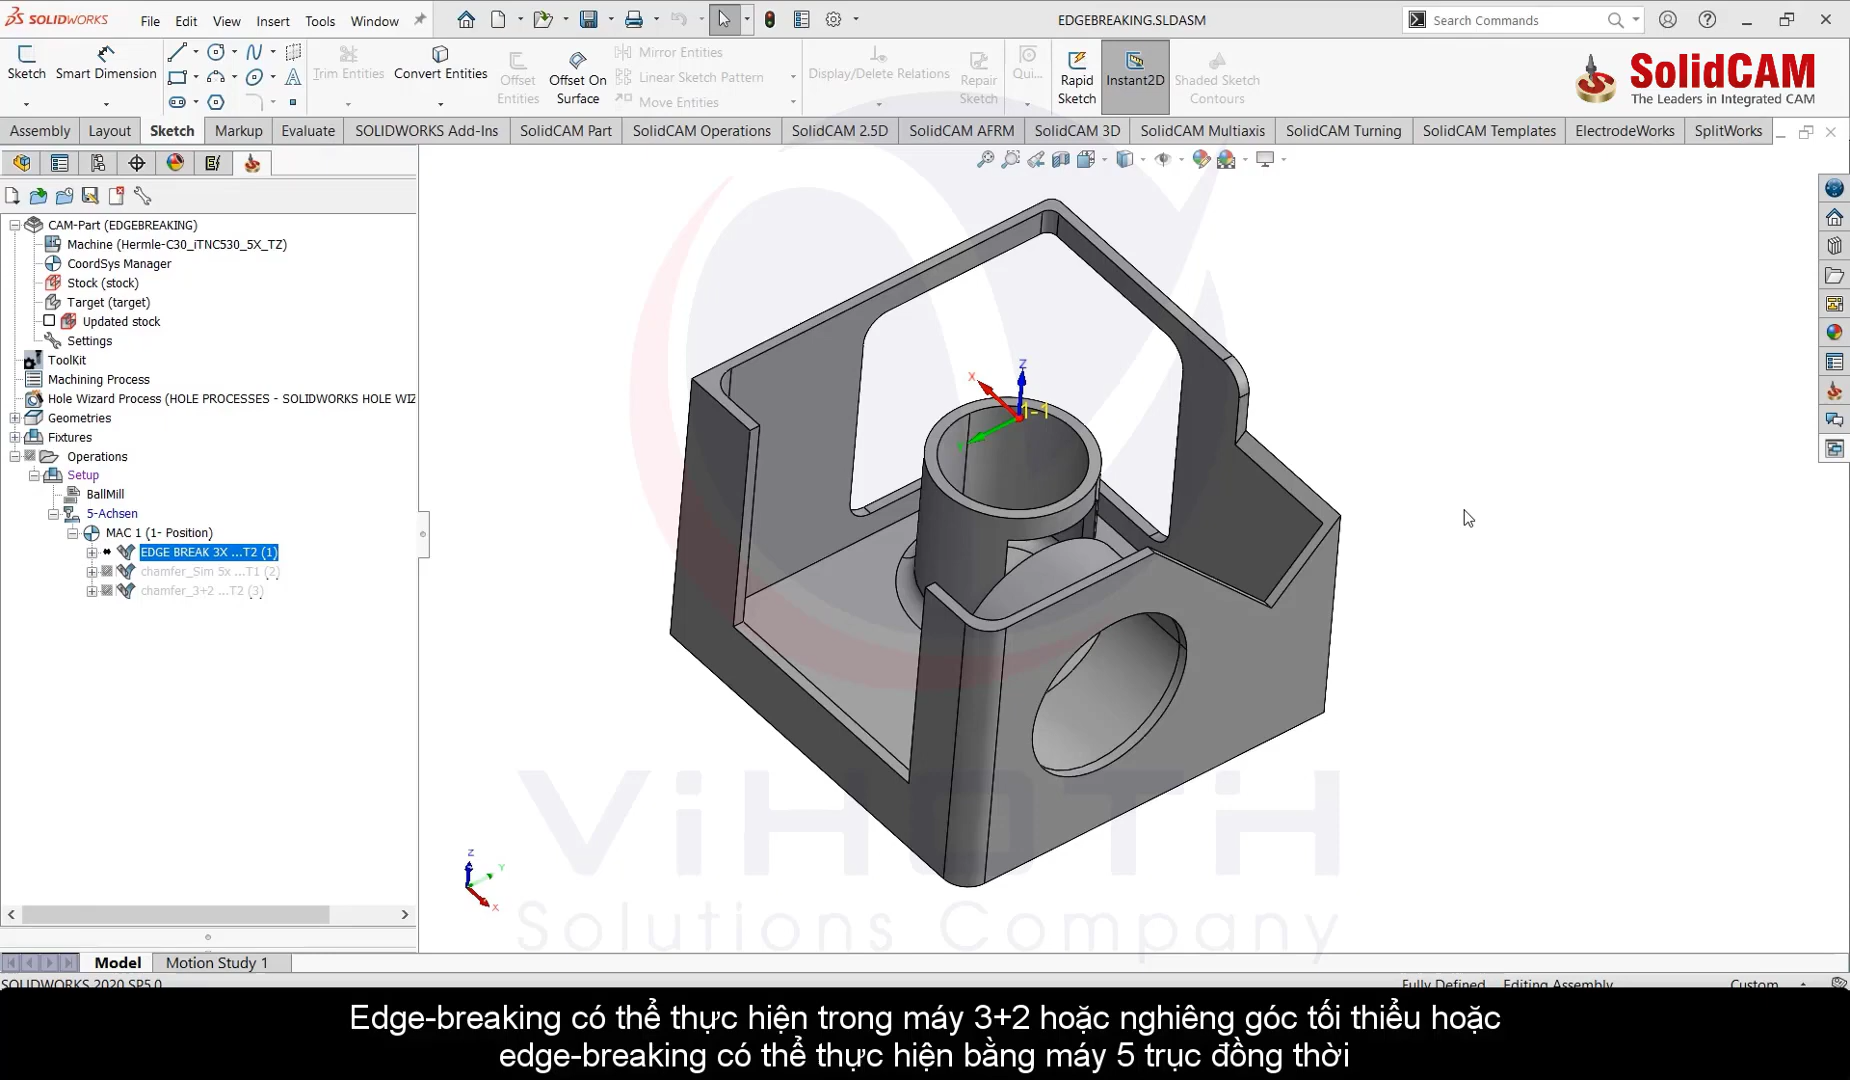 SOLIDWORKS File Edit View Insert Tools Window
EDGEBREAKING.SLDASM
Search Commands
Sketch
Smart Dimension
Trim Entities
Convert Entities
Offset Entities
Offset On Surface
Mirror Entities
Linear Sketch Pattern
Move Entities
Display/Delete Relations
Repair Sketch
Qui...
Rapid Sketch
Instant2D
Shaded Sketch Contours
SolidCAM
The Leaders in Integrated CAM
Assembly Layout Sketch Markup Evaluate SOLIDWORKS Add-Ins SolidCAM Part SolidCAM Operations SolidCAM 2.5D SolidCAM AFRM SolidCAM 3D SolidCAM Multiaxis SolidCAM Turning SolidCAM Templates ElectrodeWorks SplitWorks
CAM-Part (EDGEBREAKING)
Machine (Hermle-C30_iTNC530_5X_TZ)
CoordSys Manager
Stock (stock)
Target (target)
Updated stock
Settings
ToolKit
Machining Process
Hole Wizard Process (HOLE PROCESSES - SOLIDWORKS HOLE WIZ
Geometries
Fixtures
Operations
Setup
BallMill
5-Achsen
MAC 1 (1- Position)
EDGE BREAK 3X ...T2 (1)
chamfer_Sim 5x ...T1 (2)
chamfer_3+2 ...T2 (3)
Z
X
1-1
Z
Y
X
ViHOTH
Solutions Company
Model Motion Study 1
SOLIDWORKS 2020 SP5.0
Fully Defined Editing Assembly Custom
Edge-breaking có thể thực hiện trong máy 3+2 hoặc nghiêng góc tối thiểu hoặc
edge-breaking có thể thực hiện bằng máy 5 trục đồng thời